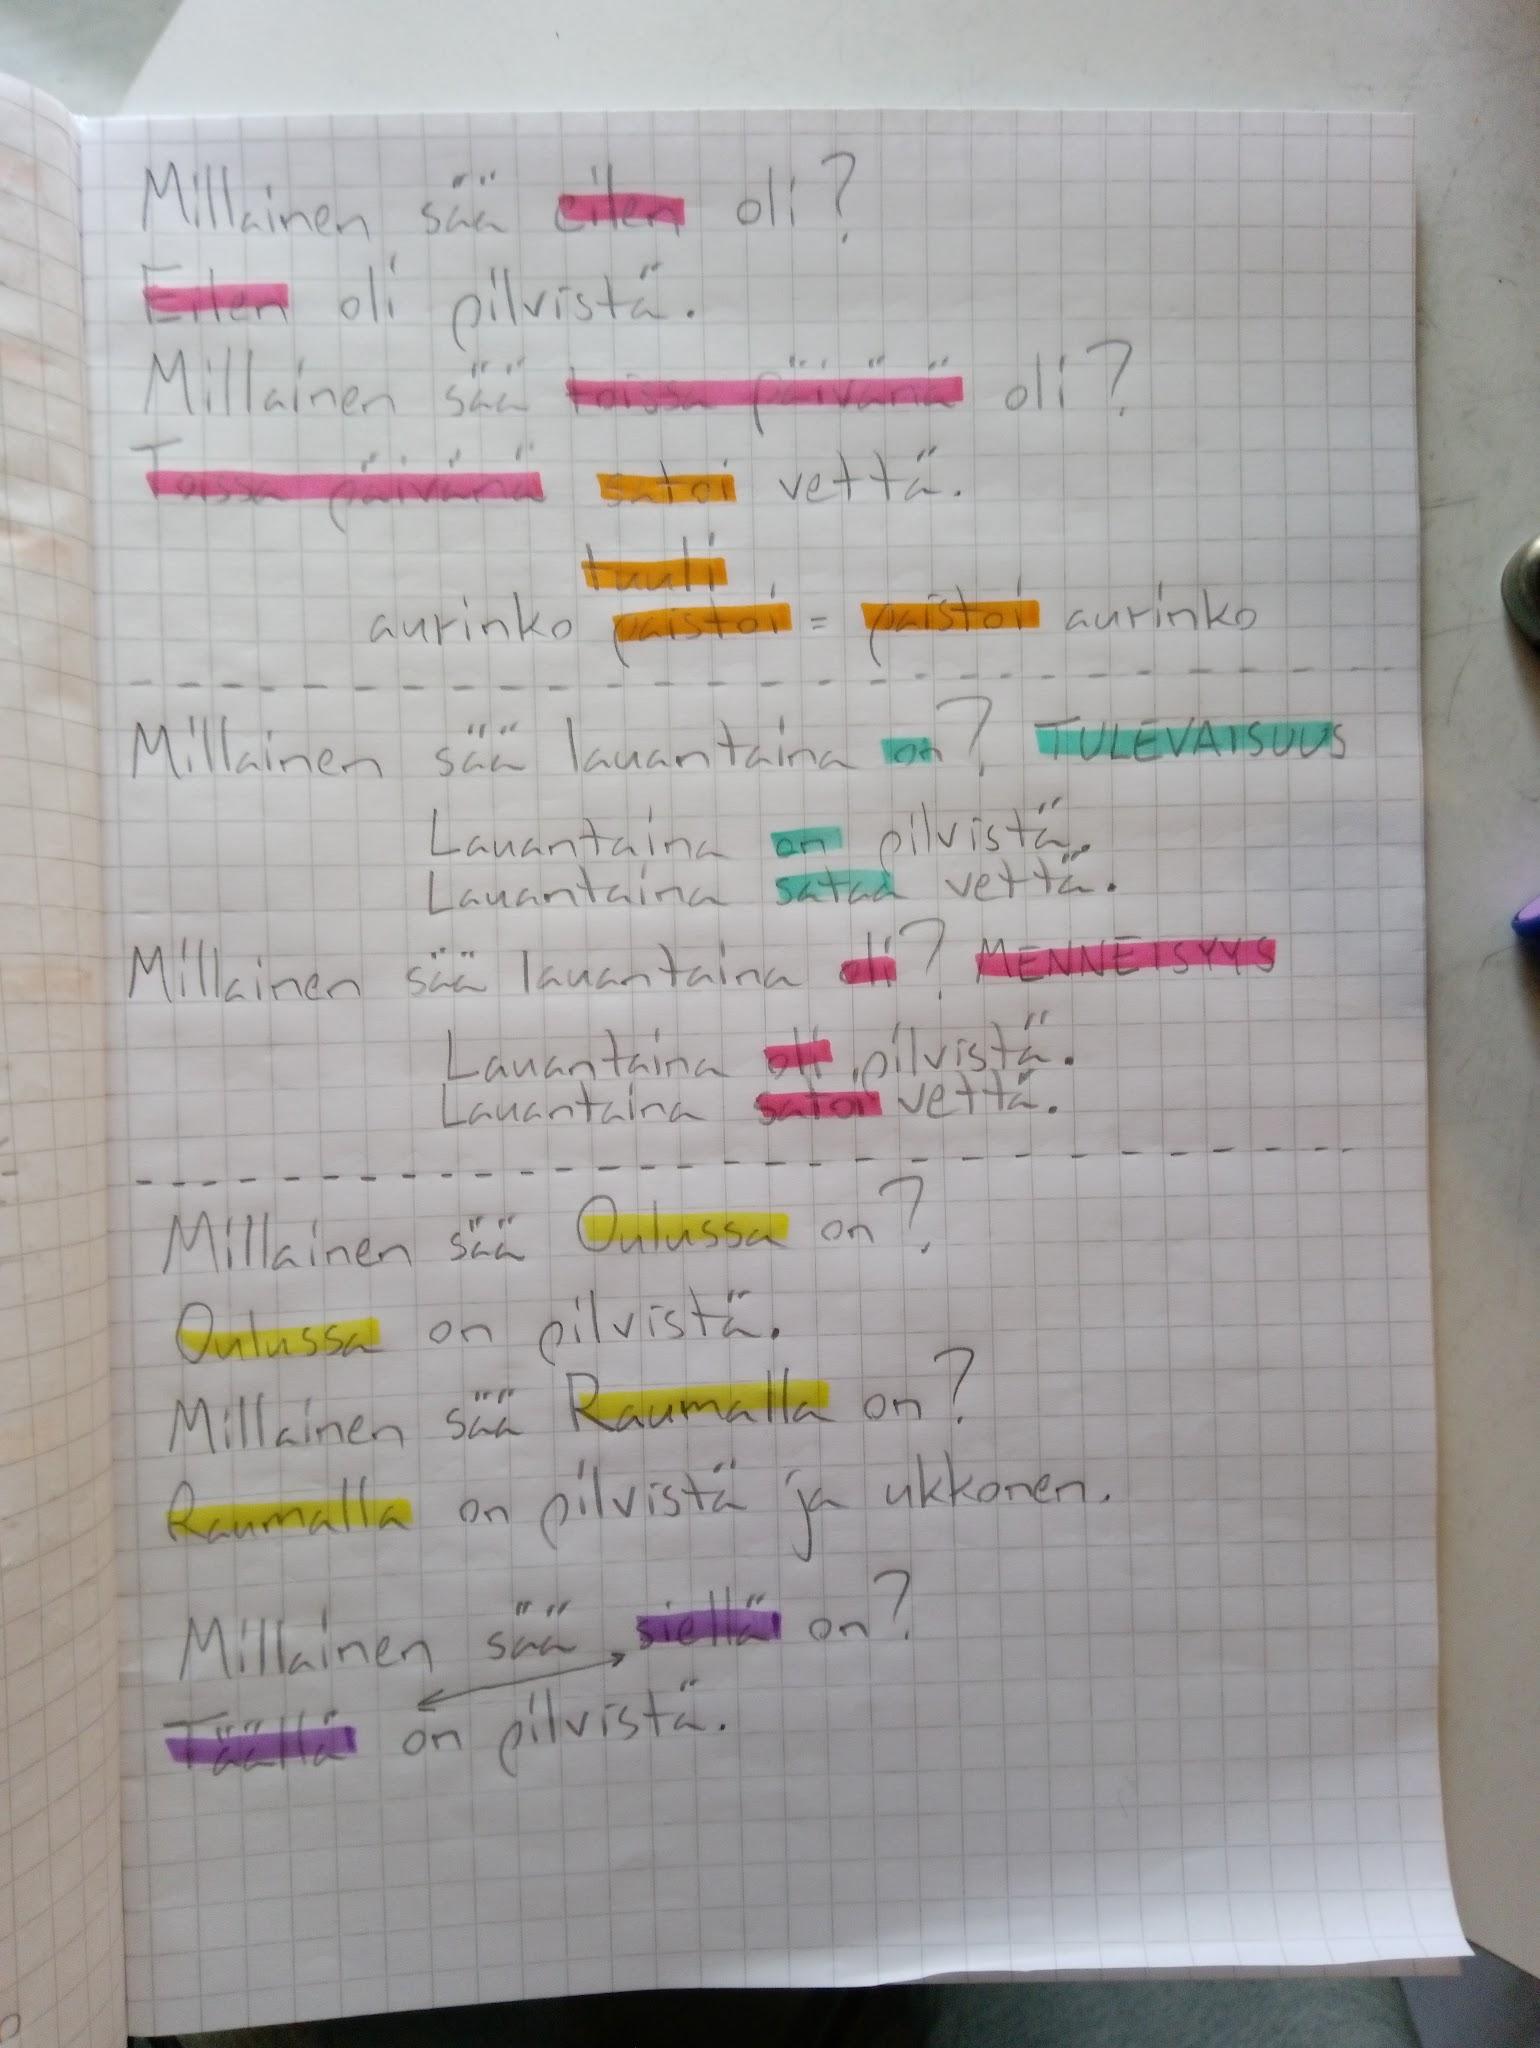 Millainen sää eilen oli?
Eilen oli pilvistä.
Millainen sää toissa päivänä oli?
Toissa päivänä satoi vettä.
tuuli
aurinko paistoi = paistoi aurinko
Millainen sää lauantaina on? TULEVAISUUS
Lauantaina on pilvistä.
Lauantaina sataa vettä.
Millainen sää lauantaina oli? MENNEISYYS
Lauantaina oli pilvistä.
Lauantaina satoi vettä.
Millainen sää Oulussa on?
Oulussa on pilvistä.
Millainen sää Raumalla on?
Raumalla on pilvistä ja ukkonen.
Millainen sää siellä on?
Täällä on pilvistä.